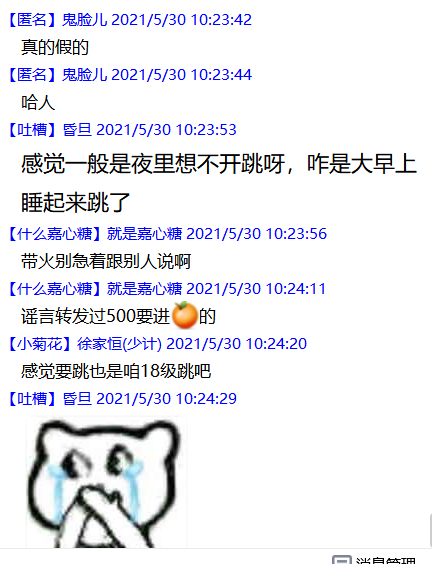 【匿名】鬼脸儿 2021/5/30 10:23:42
真的假的
【匿名】鬼脸儿 2021/5/30 10:23:44
哈人
【吐槽】昏旦 2021/5/30 10:23:53
感觉一般是夜里想不开跳呀，咋是大早上
睡起来跳了
【什么嘉心糖】就是嘉心糖 2021/5/30 10:23:56
带火别急着跟别人说啊
【什么嘉心糖】就是嘉心糖 2021/5/30 10:24:11
谣言转发过500要进🍊的
【小菊花】徐家恒(少计) 2021/5/30 10:24:20
感觉要跳也是咱18级跳吧
【吐槽】昏旦 2021/5/30 10:24:29
消息管理